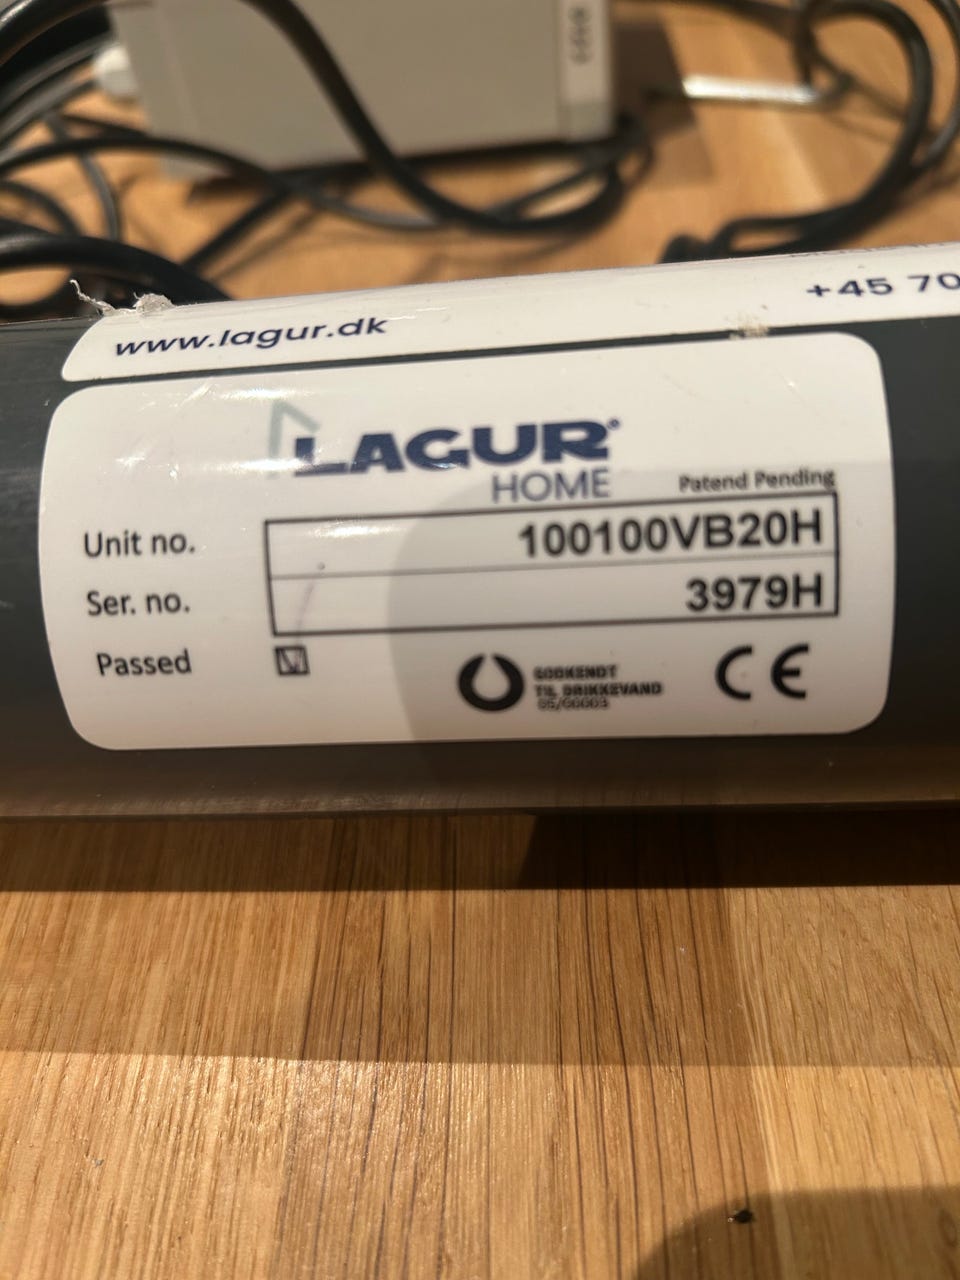 www.lagur.dk
+45 70
LAGUR
HOME
Patend Pending
Unit no. 100100VB20H
Ser. no. 3979H
Passed
GODKENDT
TIL DRIKKEVAND
CE